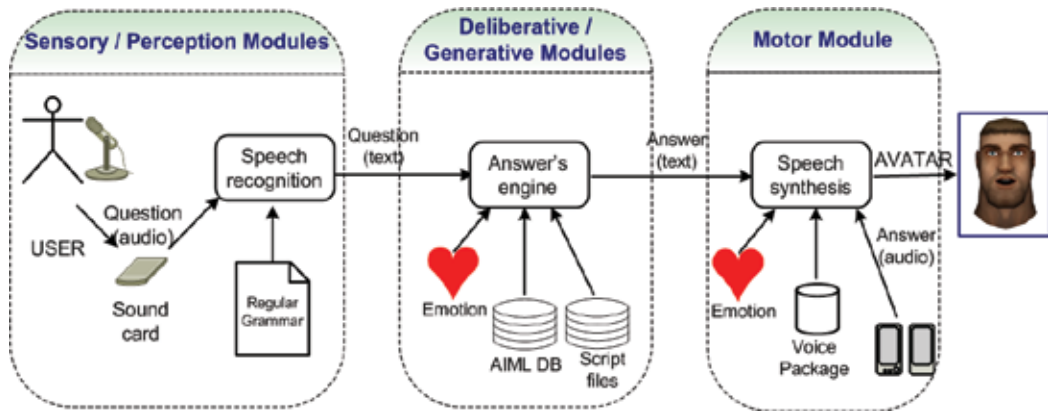 Sensory / Perception Modules
Deliberative /
Generative Modules
Motor Module
Speech
recognition
Question
(text)
Answer's
engine
Answer
(text)
Speech
synthesis
AVATAR
USER
Question
(audio)
Sound
card
Regular
Grammar
Emotion
AIML DB
Script
files
Emotion
Voice
Package
Answer
(audio)